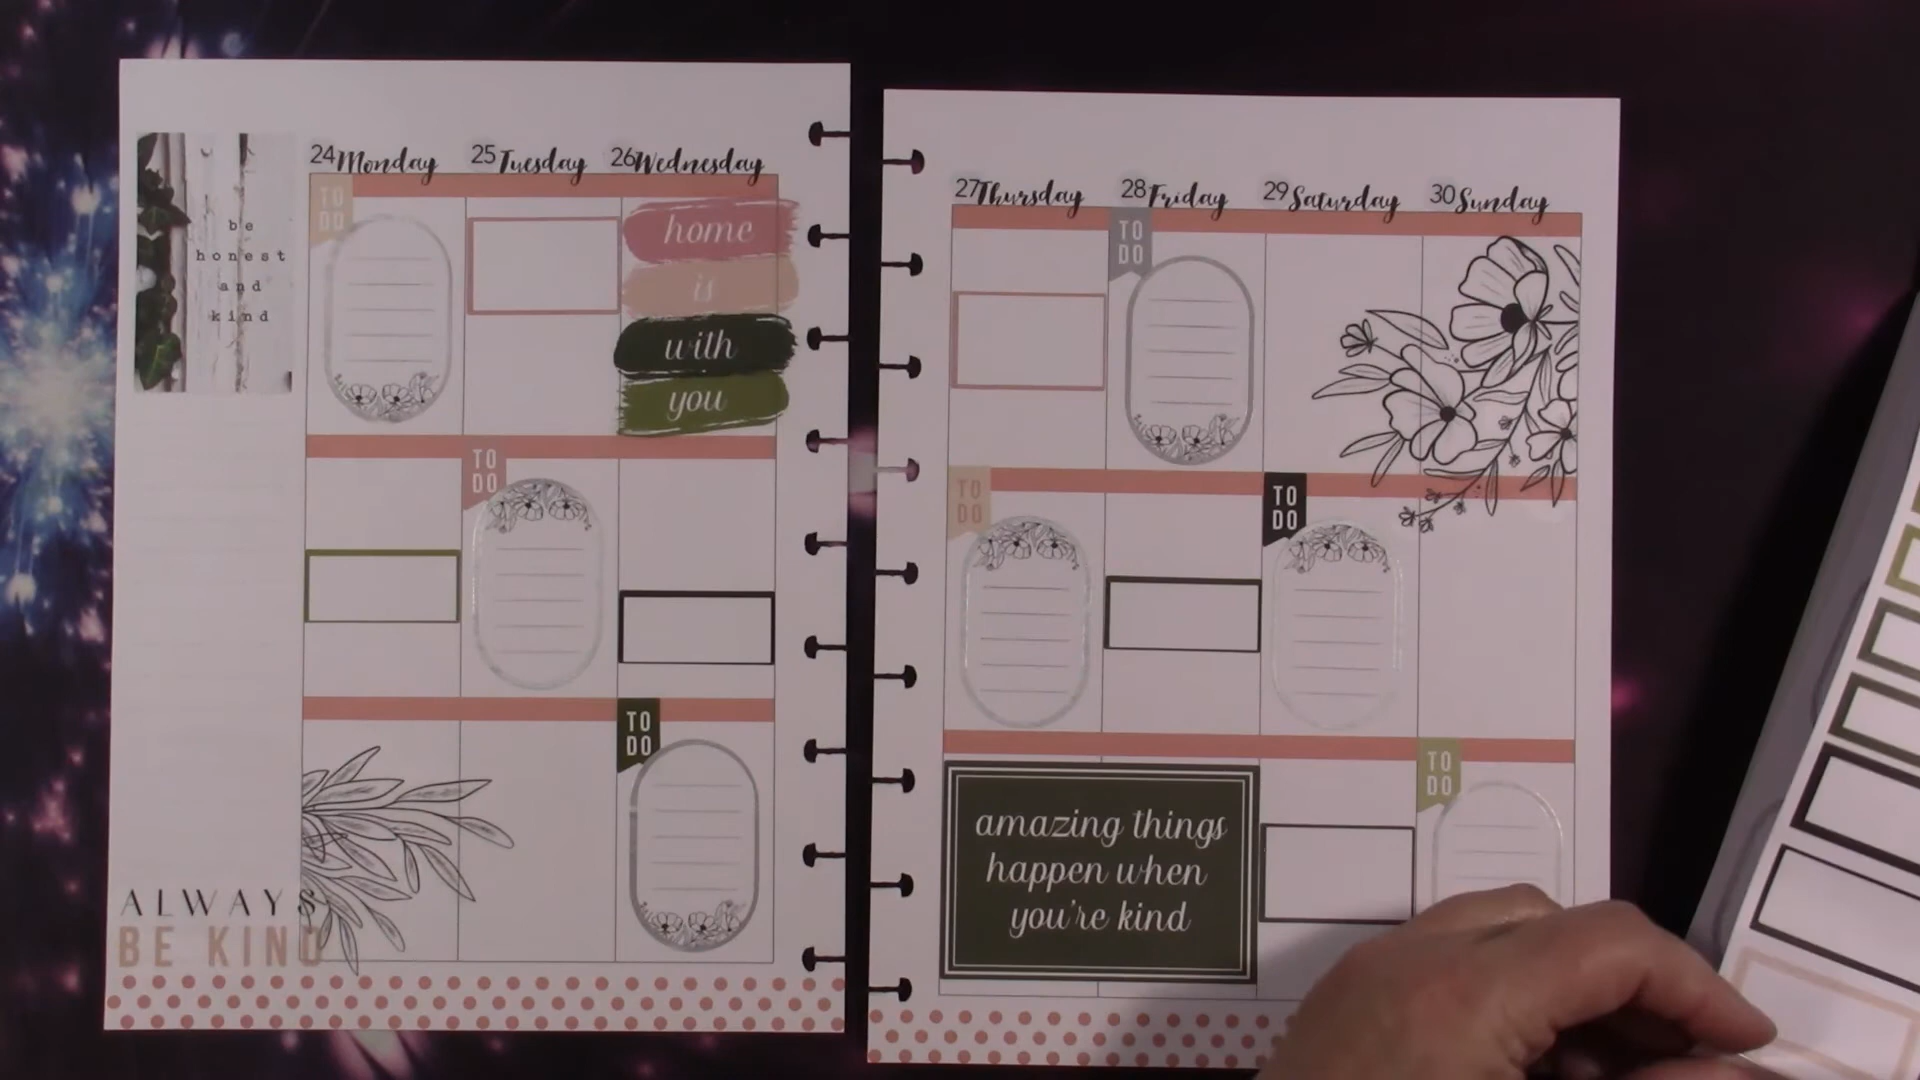 be
honest
and
kind
24 Monday
25 Tuesday
26 Wednesday
TO
DO
home
is
with
you
TO
DO
TO
DO
ALWAYS
BE KIND
27 Thursday
28 Friday
29 Saturday
30 Sunday
TO
DO
TO
DO
TO
DO
TO
DO
amazing things
happen when
you're kind